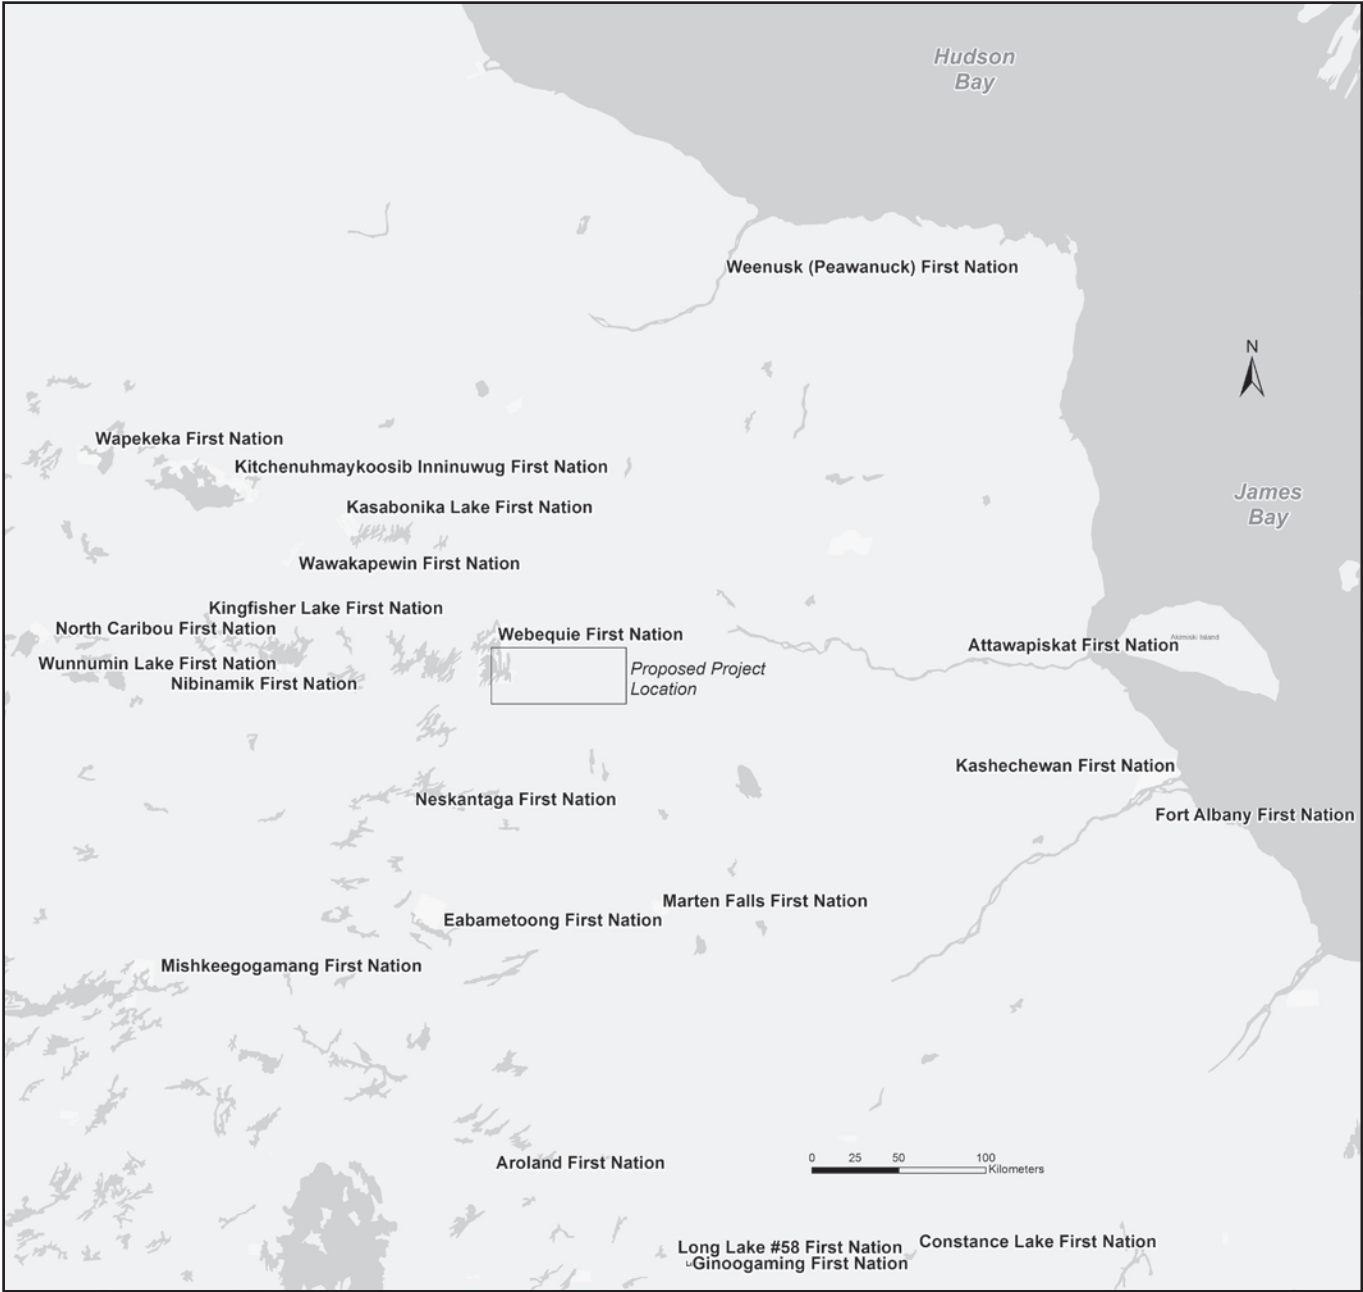 Hudson
Bay
Weenusk (Peawanuck) First Nation
N
Wapekeka First Nation
Kitchenuhmaykoosib Inninuwug First Nation
James
Bay
Kasabonika Lake First Nation
Wawakapewin First Nation
Kingfisher Lake First Nation
North Caribou First Nation
Webequie First Nation
Akimiski Island
Attawapiskat First Nation
Wunnumin Lake First Nation
Proposed Project
Location
Nibinamik First Nation
Kashechewan First Nation
Neskantaga First Nation
Fort Albany First Nation
Marten Falls First Nation
Eabametoong First Nation
Mishkeegogamang First Nation
0 25 50 100
Kilometers
Aroland First Nation
Constance Lake First Nation
Long Lake #58 First Nation
Ginoogaming First Nation